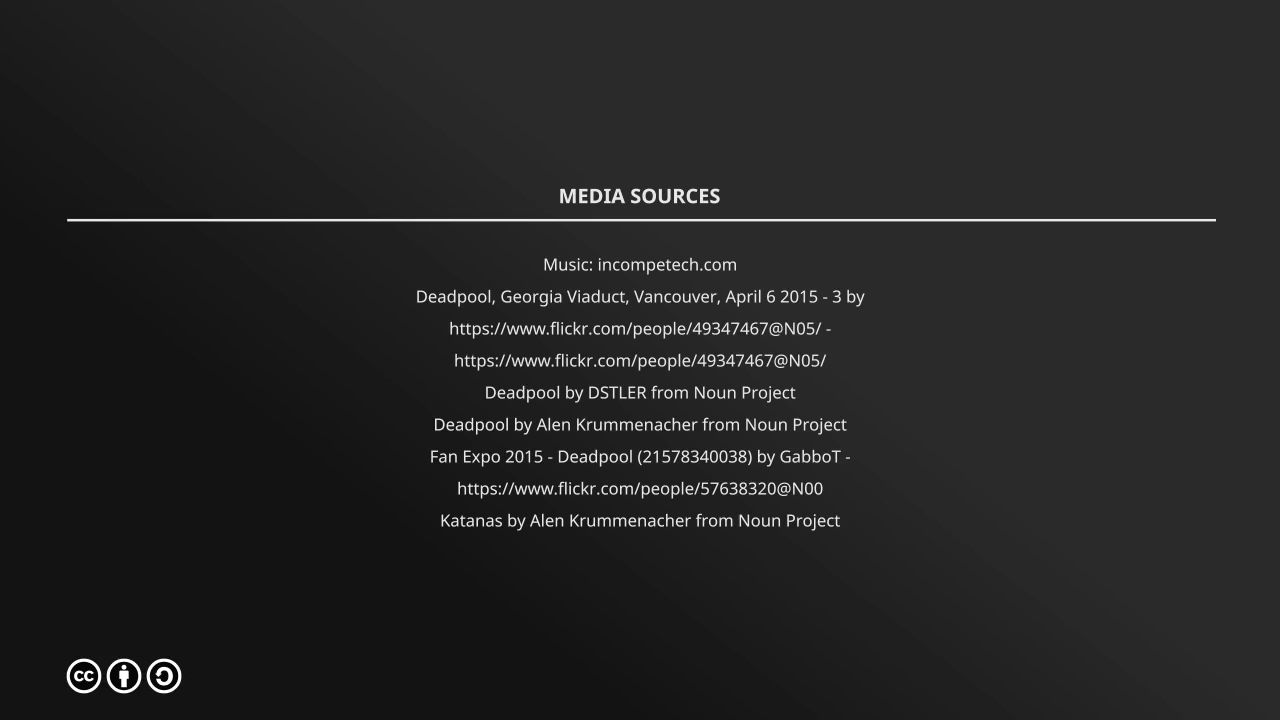 MEDIA SOURCES
Music: incompetech.com
Deadpool, Georgia Viaduct, Vancouver, April 6 2015 - 3 by
https://www.flickr.com/people/49347467@N05/ -
https://www.flickr.com/people/49347467@N05/
Deadpool by DSTLER from Noun Project
Deadpool by Alen Krummenacher from Noun Project
Fan Expo 2015 - Deadpool (21578340038) by GabboT -
https://www.flickr.com/people/57638320@N00
Katanas by Alen Krummenacher from Noun Project
cc